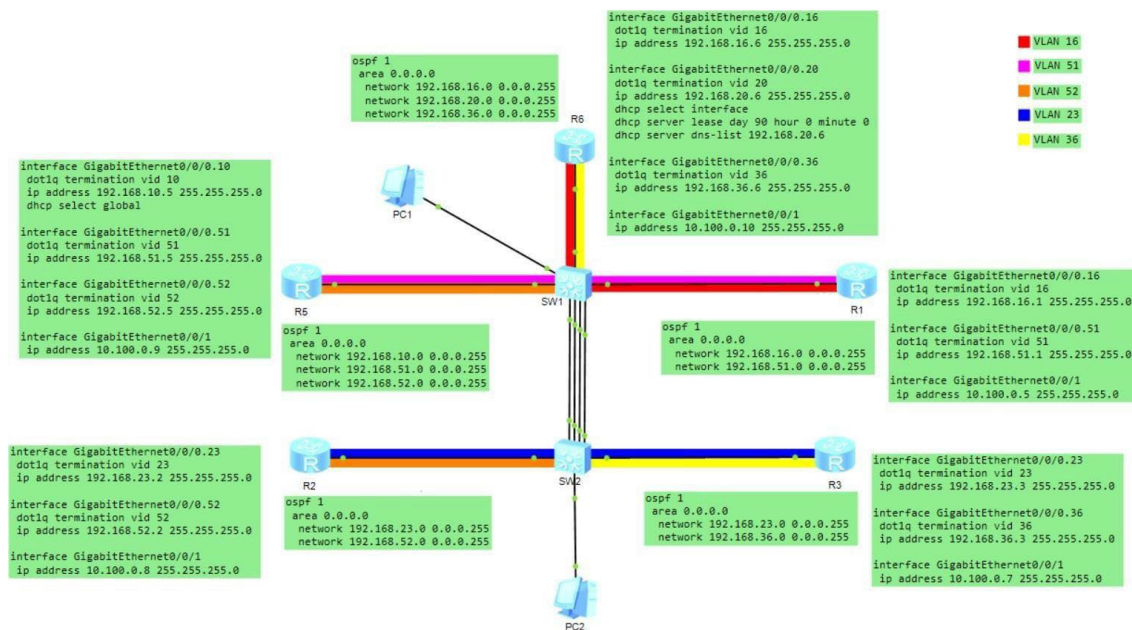 interface GigabitEthernet0/0/0.16
dot1q termination vid 16
ip address 192.168.16.6 255.255.255.0
interface GigabitEthernet0/0/0.20
dot1q termination vid 20
ip address 192.168.20.6 255.255.255.0
dhcp select interface
dhcp server lease day 90 hour 0 minute 0
dhcp server dns-list 192.168.20.6
interface GigabitEthernet0/0/0.36
dot1q termination vid 36
ip address 192.168.36.6 255.255.255.0
interface GigabitEthernet0/0/1
ip address 10.100.0.10 255.255.255.0
VLAN 16
VLAN 51
VLAN 52
VLAN 23
VLAN 36
ospf 1
area 0.0.0.0
network 192.168.16.0 0.0.0.255
network 192.168.20.0 0.0.0.255
network 192.168.36.0 0.0.0.255
R6
R
interface GigabitEthernet0/0/0.10
dot1q termination vid 10
ip address 192.168.10.5 255.255.255.0
dhcp select global
interface GigabitEthernet0/0/0.51
dot1q termination vid 51
ip address 192.168.51.5 255.255.255.0
interface GigabitEthernet0/0/0.52
dot1q termination vid 52
ip address 192.168.52.5 255.255.255.0
interface GigabitEthernet0/0/1
ip address 10.100.0.9 255.255.255.0
PC1
R
R5
SW1
R
R1
ospf 1
area 0.0.0.0
network 192.168.10.0 0.0.0.255
network 192.168.51.0 0.0.0.255
network 192.168.52.0 0.0.0.255
ospf 1
area 0.0.0.0
network 192.168.16.0 0.0.0.255
network 192.168.51.0 0.0.0.255
interface GigabitEthernet0/0/0.16
dot1q termination vid 16
ip address 192.168.16.1 255.255.255.0
interface GigabitEthernet0/0/0.51
dot1q termination vid 51
ip address 192.168.51.1 255.255.255.0
interface GigabitEthernet0/0/1
ip address 10.100.0.5 255.255.255.0
interface GigabitEthernet0/0/0.23
dot1q termination vid 23
ip address 192.168.23.2 255.255.255.0
interface GigabitEthernet0/0/0.52
dot1q termination vid 52
ip address 192.168.52.2 255.255.255.0
interface GigabitEthernet0/0/1
ip address 10.100.0.8 255.255.255.0
R
R2
SW2
R
R3
ospf 1
area 0.0.0.0
network 192.168.23.0 0.0.0.255
network 192.168.52.0 0.0.0.255
ospf 1
area 0.0.0.0
network 192.168.23.0 0.0.0.255
network 192.168.36.0 0.0.0.255
interface GigabitEthernet0/0/0.23
dot1q termination vid 23
ip address 192.168.23.3 255.255.255.0
interface GigabitEthernet0/0/0.36
dot1q termination vid 36
ip address 192.168.36.3 255.255.255.0
interface GigabitEthernet0/0/1
ip address 10.100.0.7 255.255.255.0
PC2